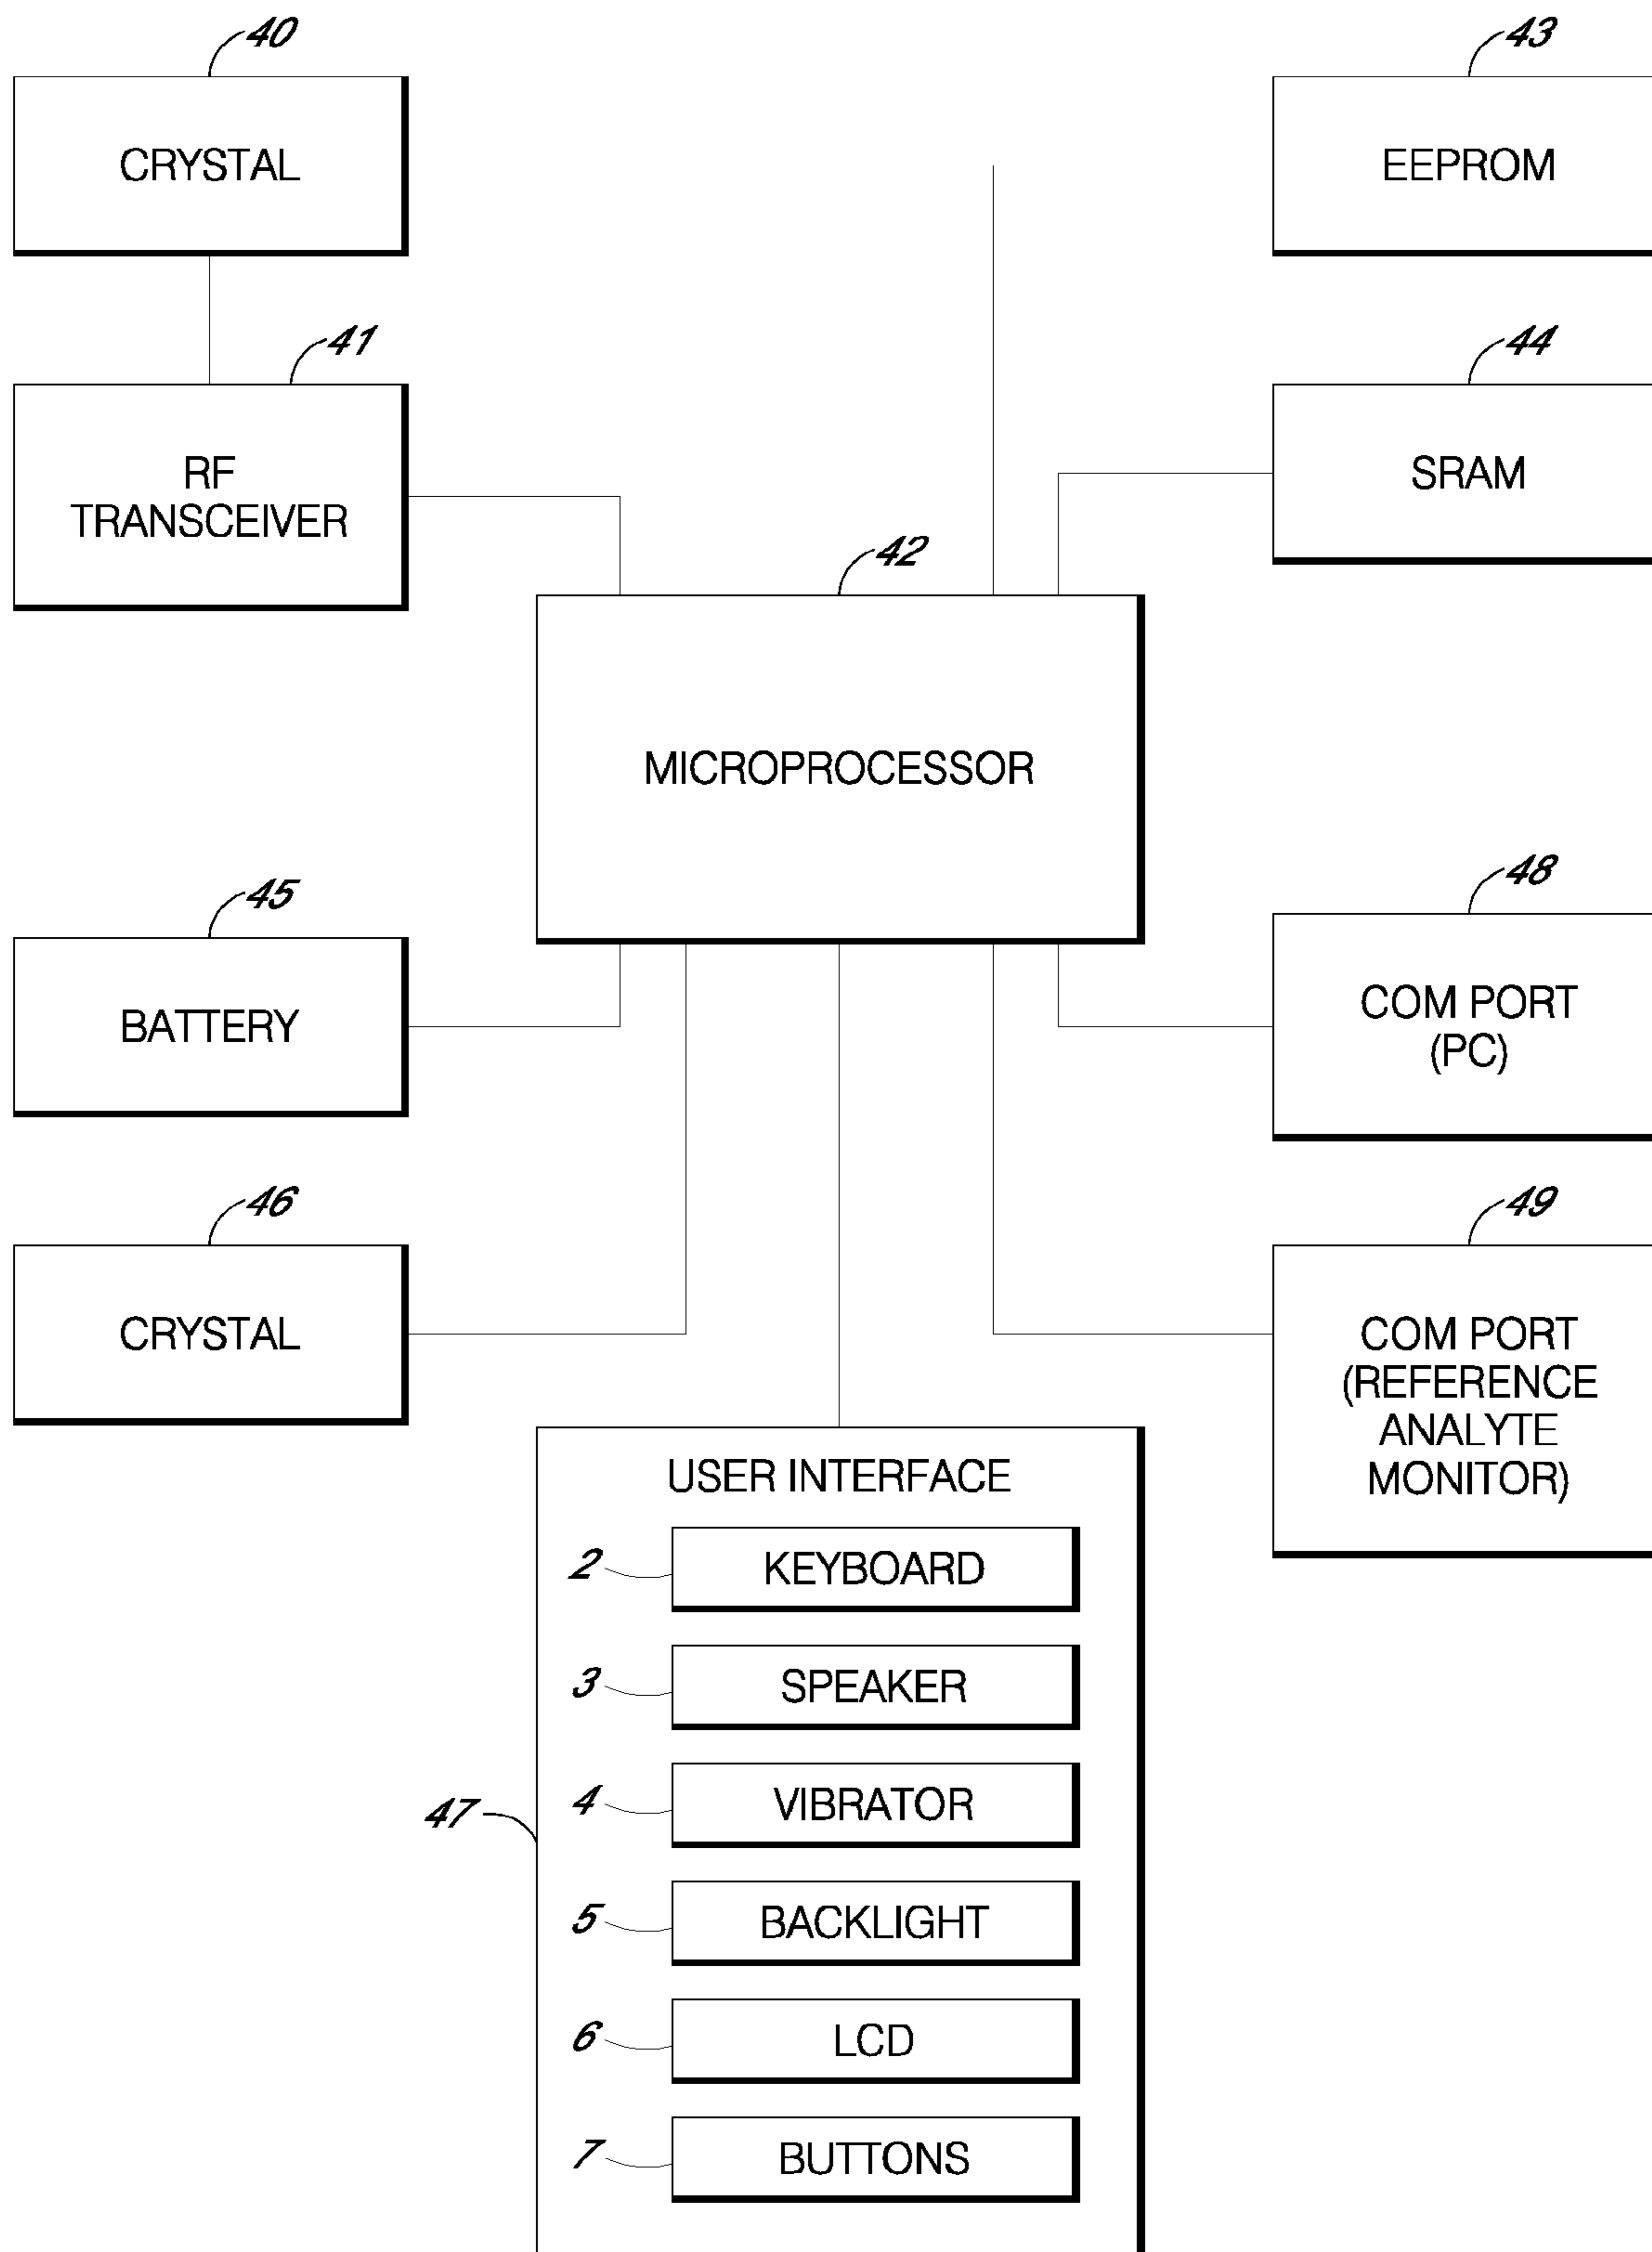 40
CRYSTAL
43
EEPROM
41
RF
TRANSCEIVER
44
SRAM
42
MICROPROCESSOR
45
BATTERY
48
COM PORT
(PC)
46
CRYSTAL
49
COM PORT
(REFERENCE
ANALYTE
MONITOR)
47
USER INTERFACE
2
KEYBOARD
3
SPEAKER
4
VIBRATOR
5
BACKLIGHT
6
LCD
7
BUTTONS